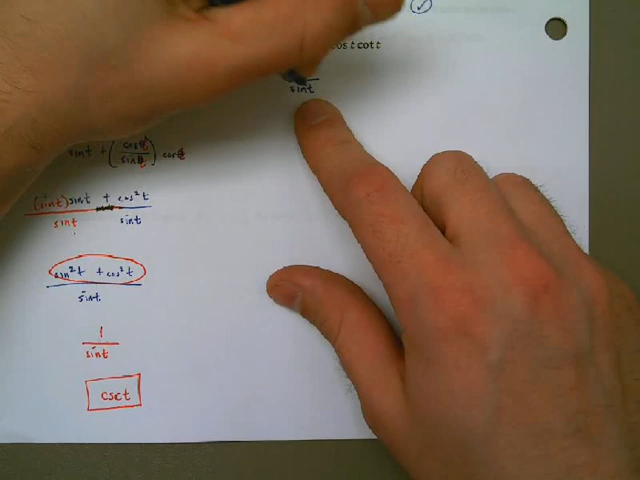 cos t cot t
sin t
sin t + (cos t / sin t) cos t
(sin t) sin t + cos² t
sin t sin t
sin² t + cos² t
sin t
1
sin t
csc t